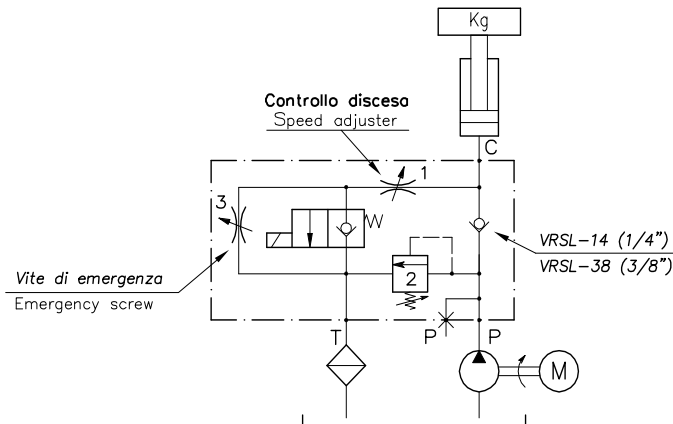 Kg
Controllo discesa
Speed adjuster
C
1
3
VRSL-14 (1/4")
VRSL-38 (3/8")
2
Vite di emergenza
Emergency screw
T
P
P
M